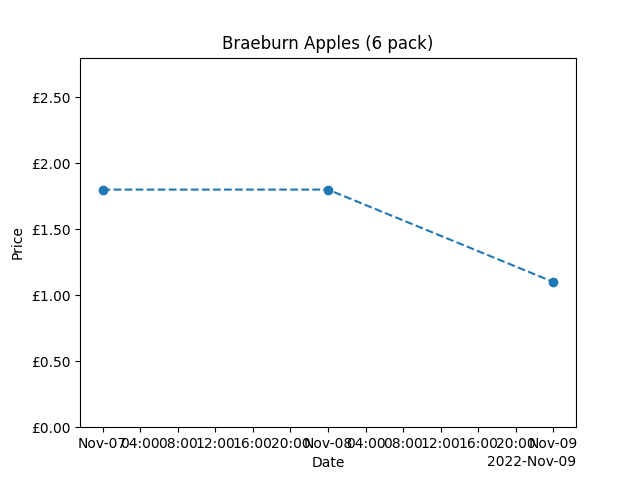 Braeburn Apples (6 pack)
£2.50
£2.00
£1.50
£1.00
£0.50
£0.00
Price
Nov-07 04:00 08:00 12:00 16:00 20:00 Nov-08 04:00 08:00 12:00 16:00 20:00 Nov-09
Date
2022-Nov-09